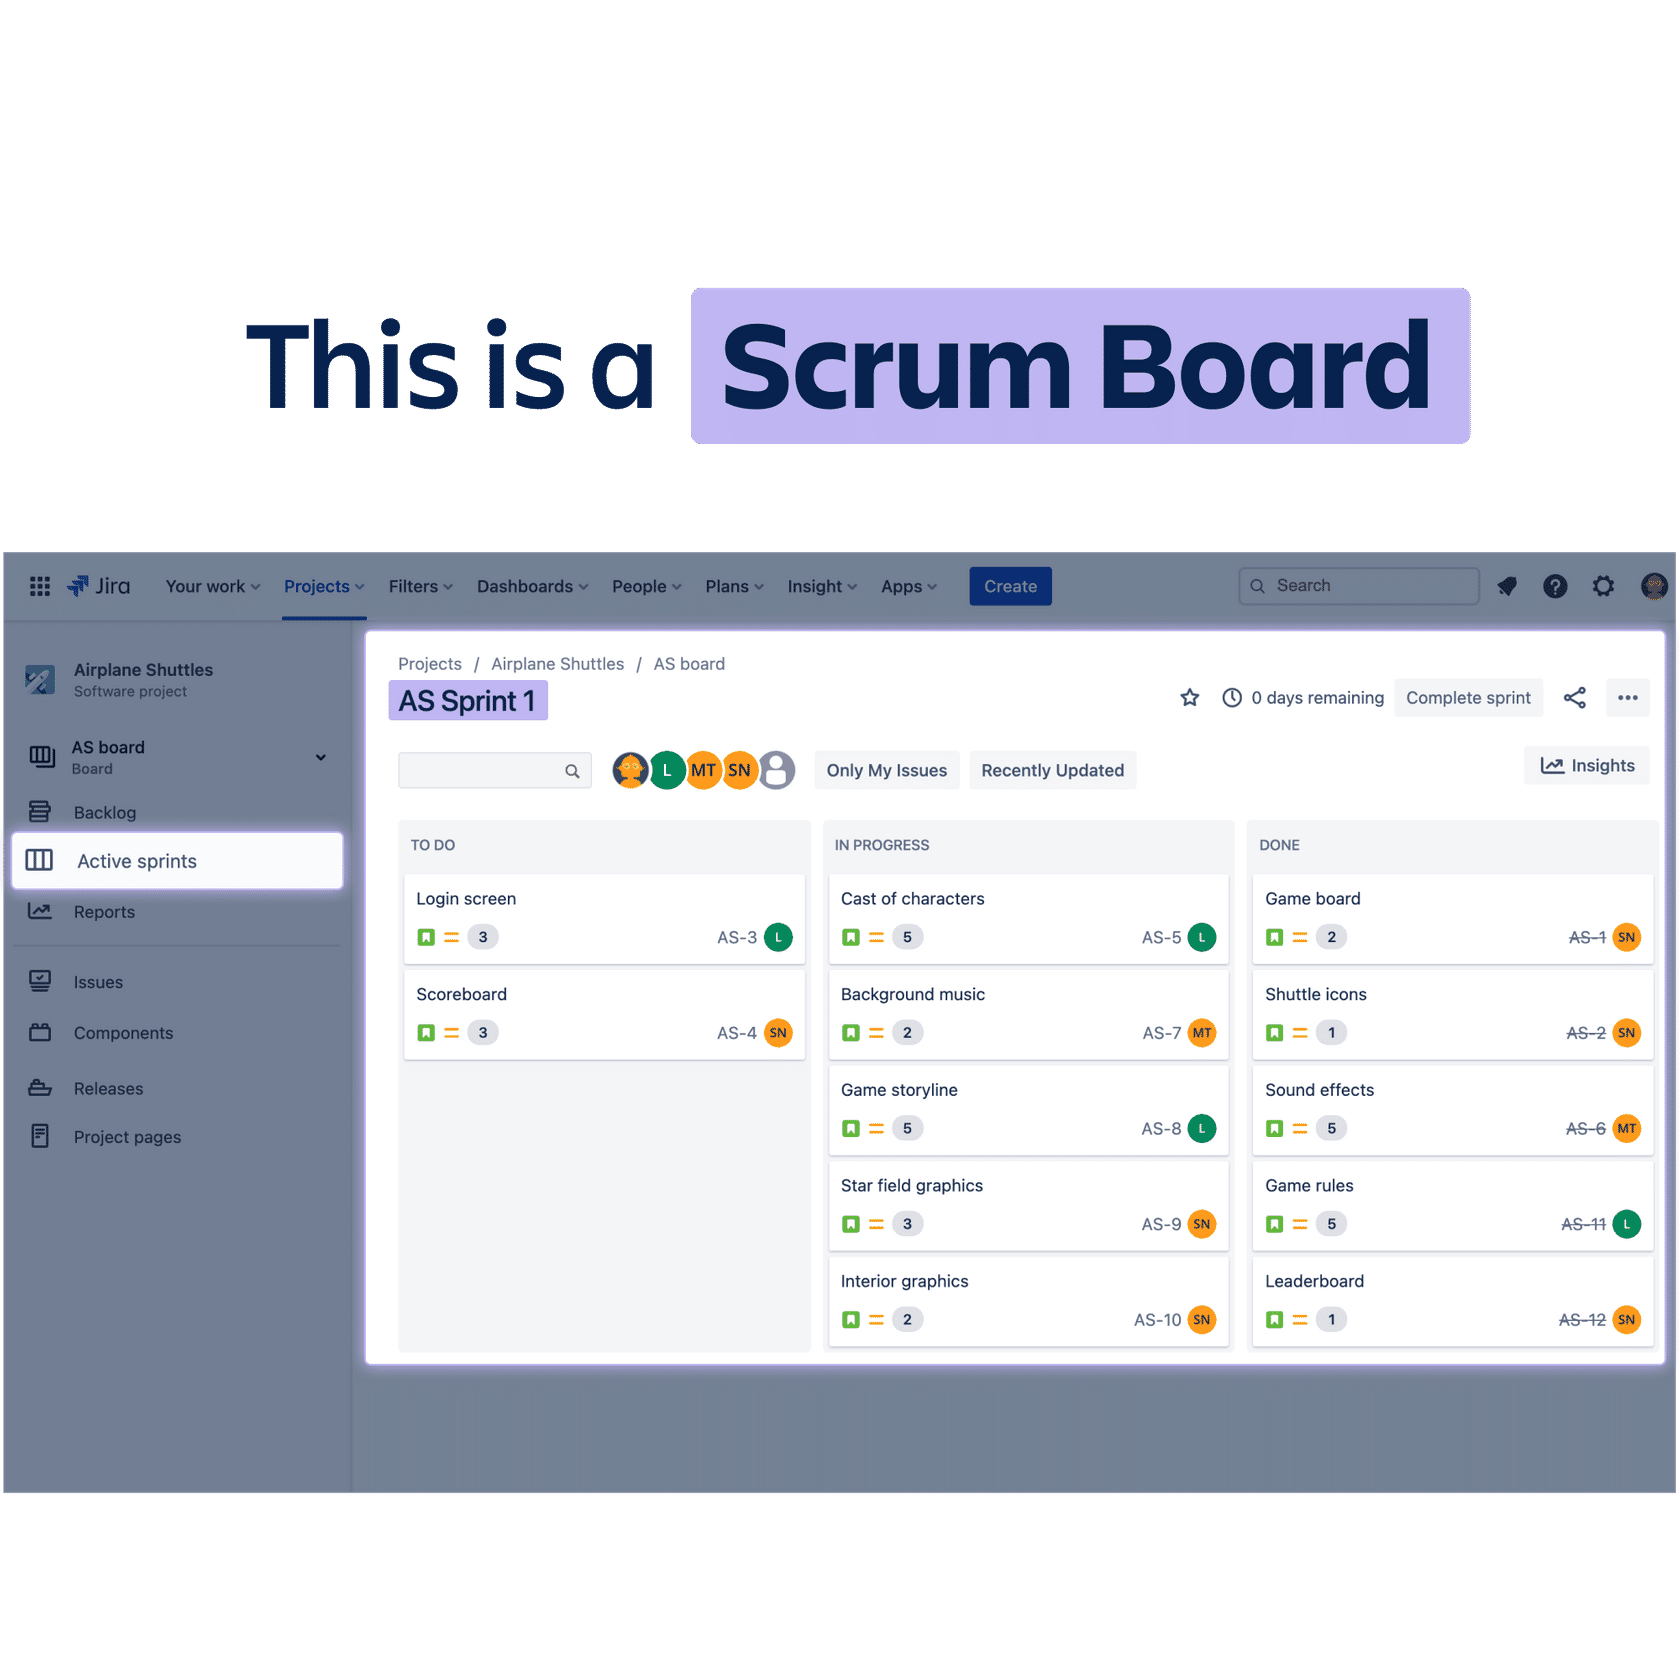 This is a Scrum Board
Jira Your work Projects Filters Dashboards People Plans Insight Apps Create Search
Airplane Shuttles
Software project
AS board
Board
Backlog
Active sprints
Reports
Issues
Components
Releases
Project pages
Projects / Airplane Shuttles / AS board
AS Sprint 1
0 days remaining Complete sprint
L MT SN Only My Issues Recently Updated Insights
TO DO
Login screen
3 AS-3 L
Scoreboard
3 AS-4 SN
IN PROGRESS
Cast of characters
5 AS-5 L
Background music
2 AS-7 MT
Game storyline
5 AS-8 L
Star field graphics
3 AS-9 SN
Interior graphics
2 AS-10 SN
DONE
Game board
2 AS-1 SN
Shuttle icons
1 AS-2 SN
Sound effects
5 AS-6 MT
Game rules
5 AS-11 L
Leaderboard
1 AS-12 SN